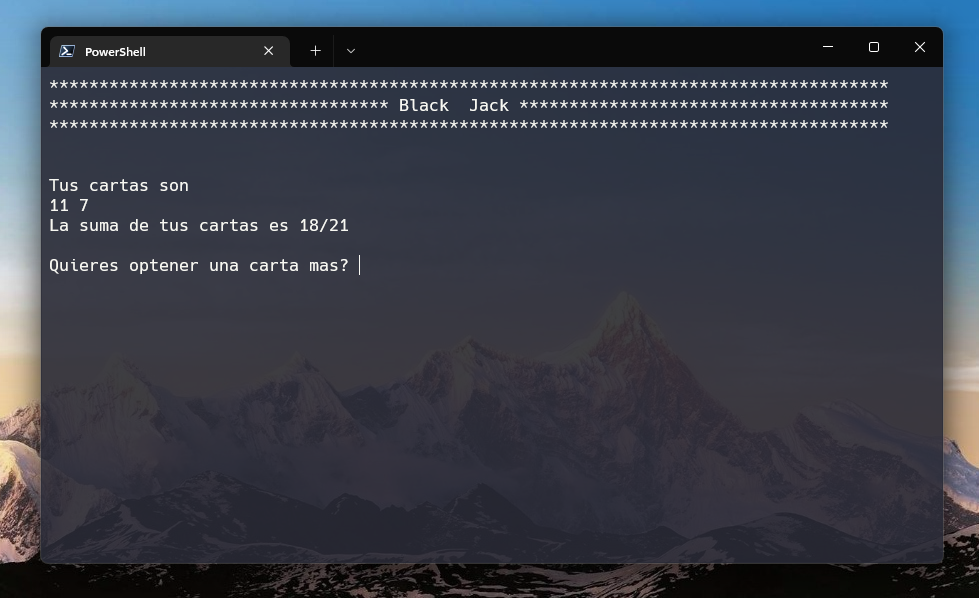 PowerShell
************************************************************************************
********************************** Black  Jack *************************************
************************************************************************************
Tus cartas son
11 7
La suma de tus cartas es 18/21
Quieres optener una carta mas?